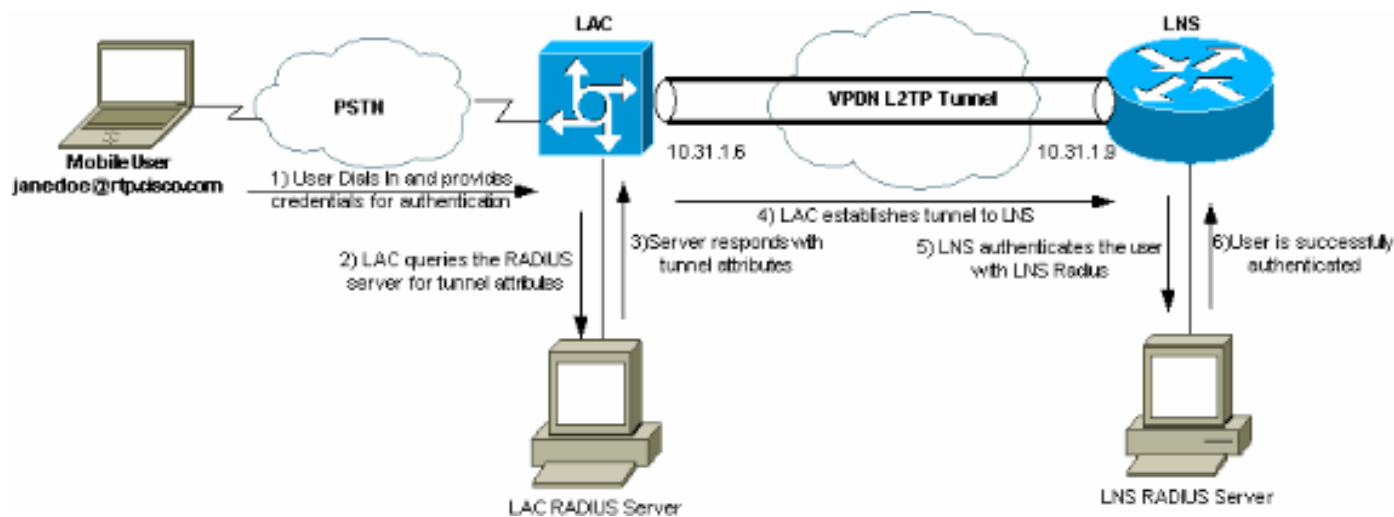 LAC
LNS
PSTN
VPDN L2TP Tunnel
10.31.1.6
10.31.1.9
Mobile User
janedoe@rtp.cisco.com
1) User Dials In and provides
credentials for authentication
2) LAC queries the RADIUS
server for tunnel attributes
3)Server responds with
tunnel attributes
4) LAC establishes tunnel to LNS
5) LNS authenticates the user
with LNS Radius
6)User is successfully
authenticated
LAC RADIUS Server
LNS RADIUS Server